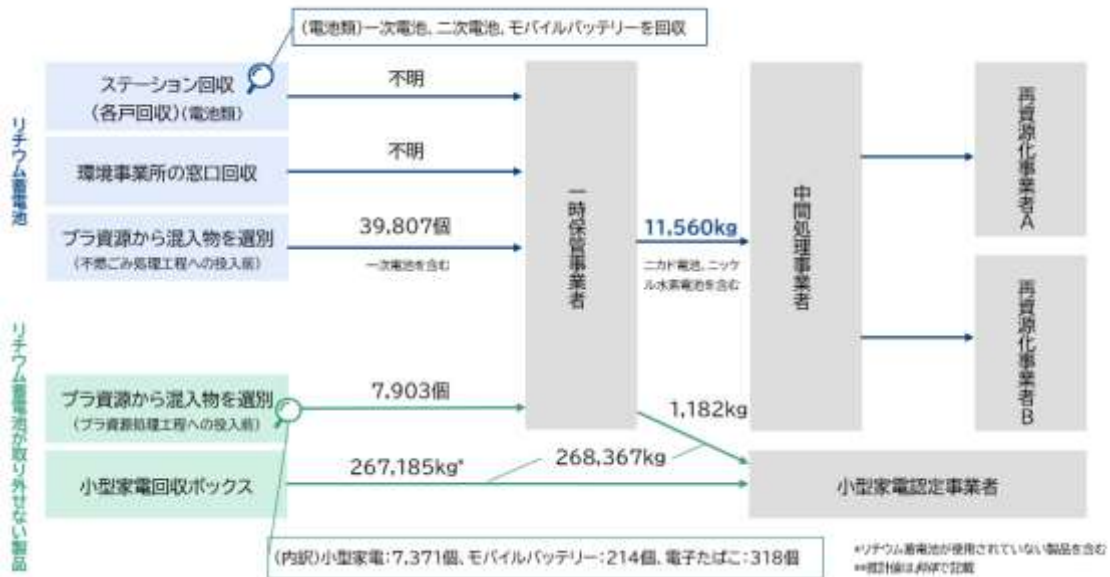 (電池類)一次電池、二次電池、モバイルバッテリーを回収
リチウム蓄電池
ステーション回収
(各戸回収)(電池類)
不明
環境事業所の窓口回収
不明
プラ資源から混入物を選別
(不燃ごみ処理工程への投入前)
39,807個
一次電池を含む
一時保管事業者
11,560kg
ニカド電池、ニッケ
ル水素電池を含む
中間処理事業者
再資源化事業者A
再資源化事業者B
リチウム蓄電池が取り外せない製品
プラ資源から混入物を選別
(プラ資源処理工程への投入前)
7,903個
1,182kg
小型家電回収ボックス
267,185kg*
268,367kg
小型家電認定事業者
(内訳)小型家電:7,371個、モバイルバッテリー:214個、電子たばこ:318個
*リチウム蓄電池が使用されていない製品を含む
**推計値は斜体で記載